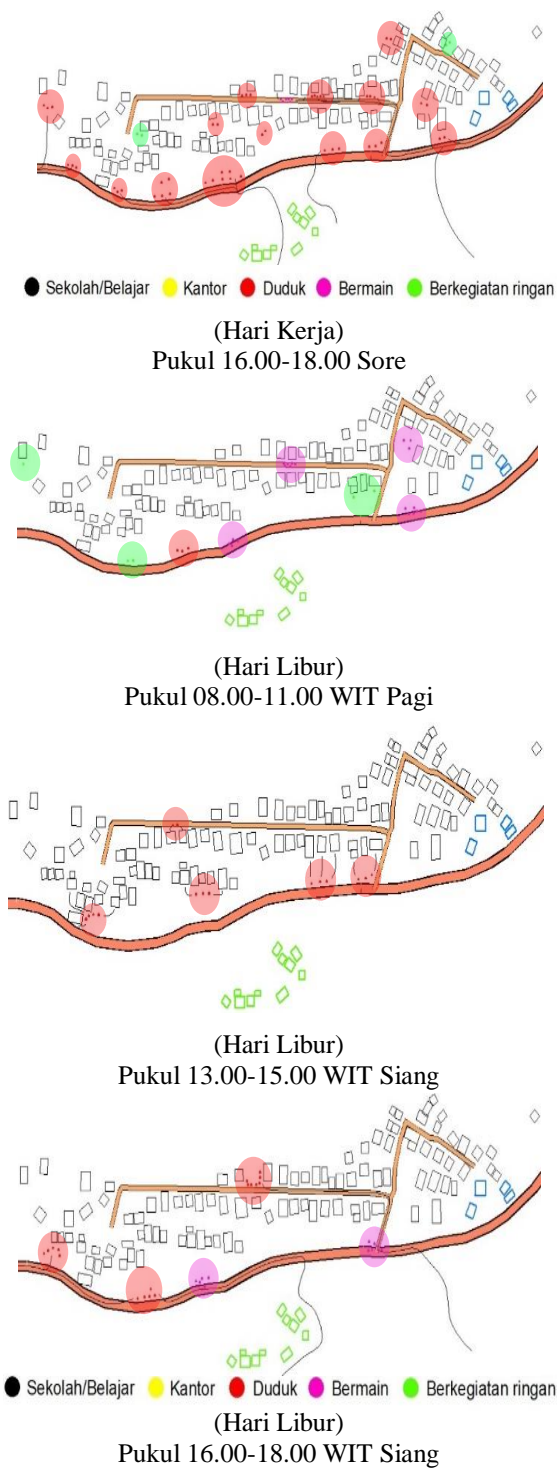 Sekolah/Belajar Kantor Duduk Bermain Berkegiatan ringan
(Hari Kerja)
Pukul 16.00-18.00 Sore
(Hari Libur)
Pukul 08.00-11.00 WIT Pagi
(Hari Libur)
Pukul 13.00-15.00 WIT Siang
Sekolah/Belajar Kantor Duduk Bermain Berkegiatan ringan
(Hari Libur)
Pukul 16.00-18.00 WIT Siang